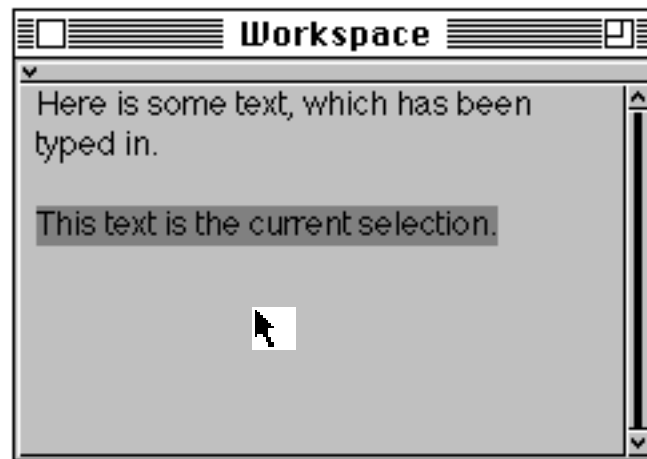 Workspace
Here is some text, which has been
typed in.
This text is the current selection.